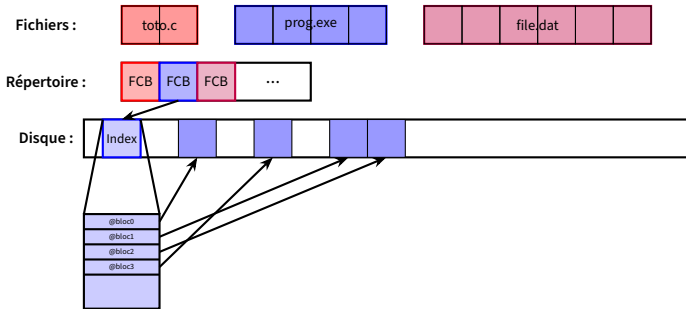 Fichiers : toto.c prog.exe file.dat
Répertoire : FCB FCB FCB ...
Disque : Index
@bloc0
@bloc1
@bloc2
@bloc3